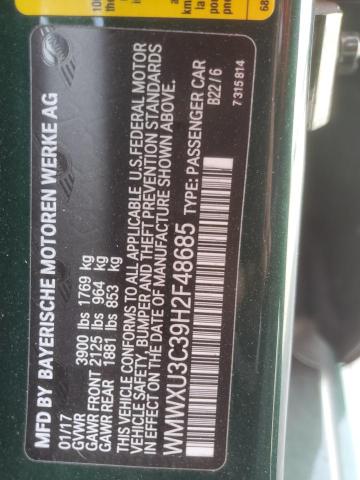 MFD BY BAYERISCHE MOTOREN WERKE AG
01/17
GVWR 3900 lbs 1769 kg
GAWR FRONT 2125 lbs 964 kg
GAWR REAR 1881 lbs 853 kg
THIS VEHICLE CONFORMS TO ALL APPLICABLE U.S. FEDERAL MOTOR
VEHICLE SAFETY, BUMPER AND THEFT PREVENTION STANDARDS
IN EFFECT ON THE DATE OF MANUFACTURE SHOWN ABOVE.
WMWXU3C39H2F48685 TYPE: PASSENGER CAR
B22/6
7 315 814